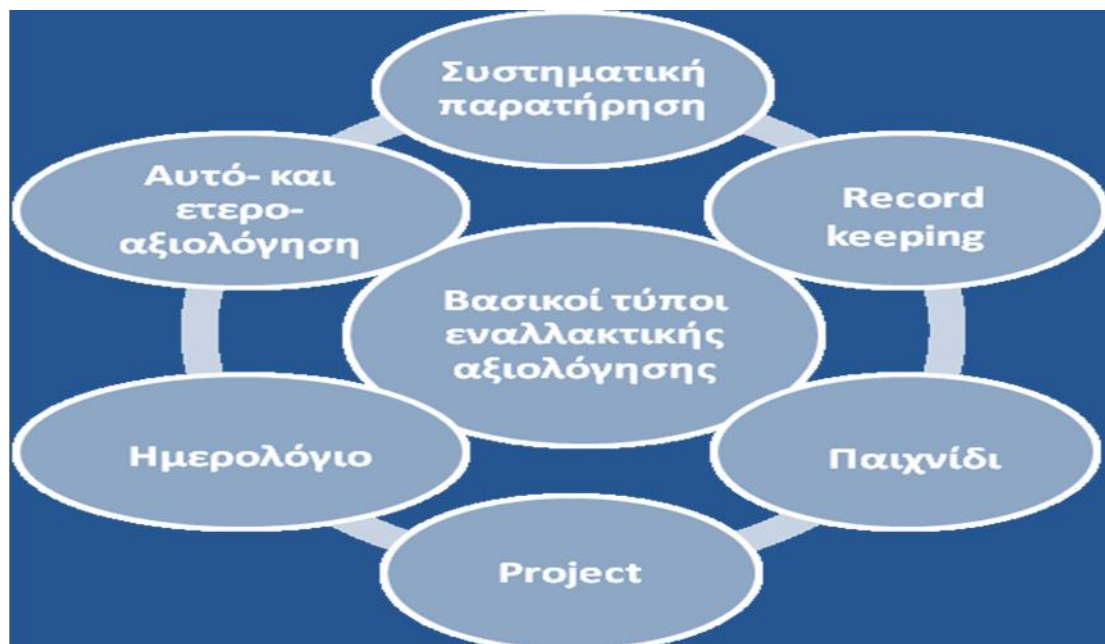 Συστηματική
παρατήρηση
Record
keeping
Παιχνίδι
Project
Ημερολόγιο
Αυτό- και
ετερο-
αξιολόγηση
Βασικοί τύποι
εναλλακτικής
αξιολόγησης